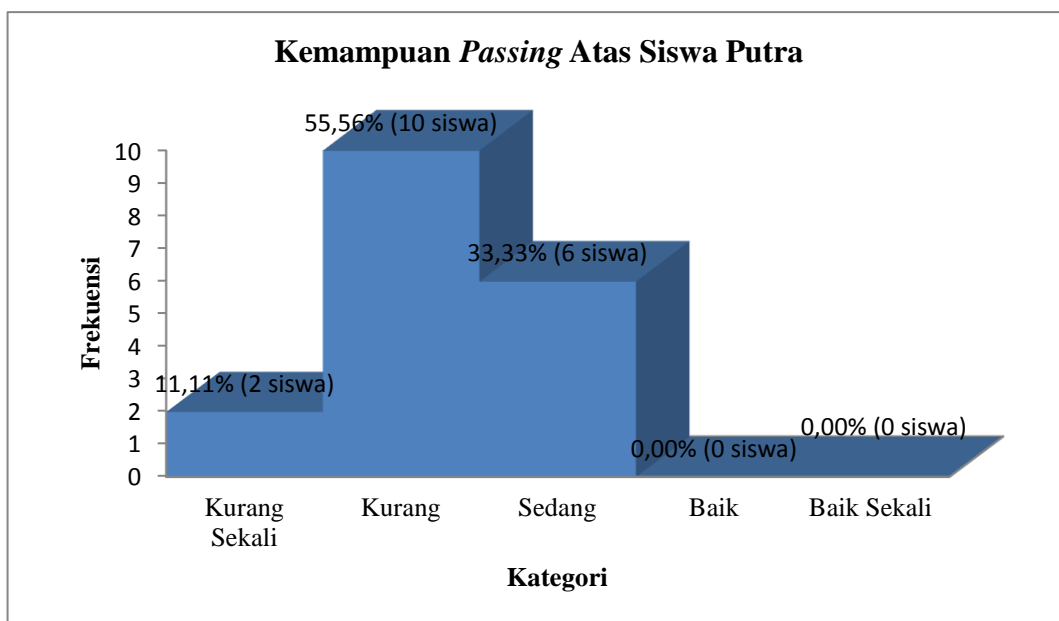 Kemampuan Passing Atas Siswa Putra
55,56% (10 siswa)
33,33% (6 siswa)
11,11% (2 siswa)
0,00% (0 siswa)
0,00% (0 siswa)
10
9
8
7
6
5
4
3
2
1
0
Frekuensi
Kurang
Sekali
Kurang
Sedang
Baik
Baik Sekali
Kategori